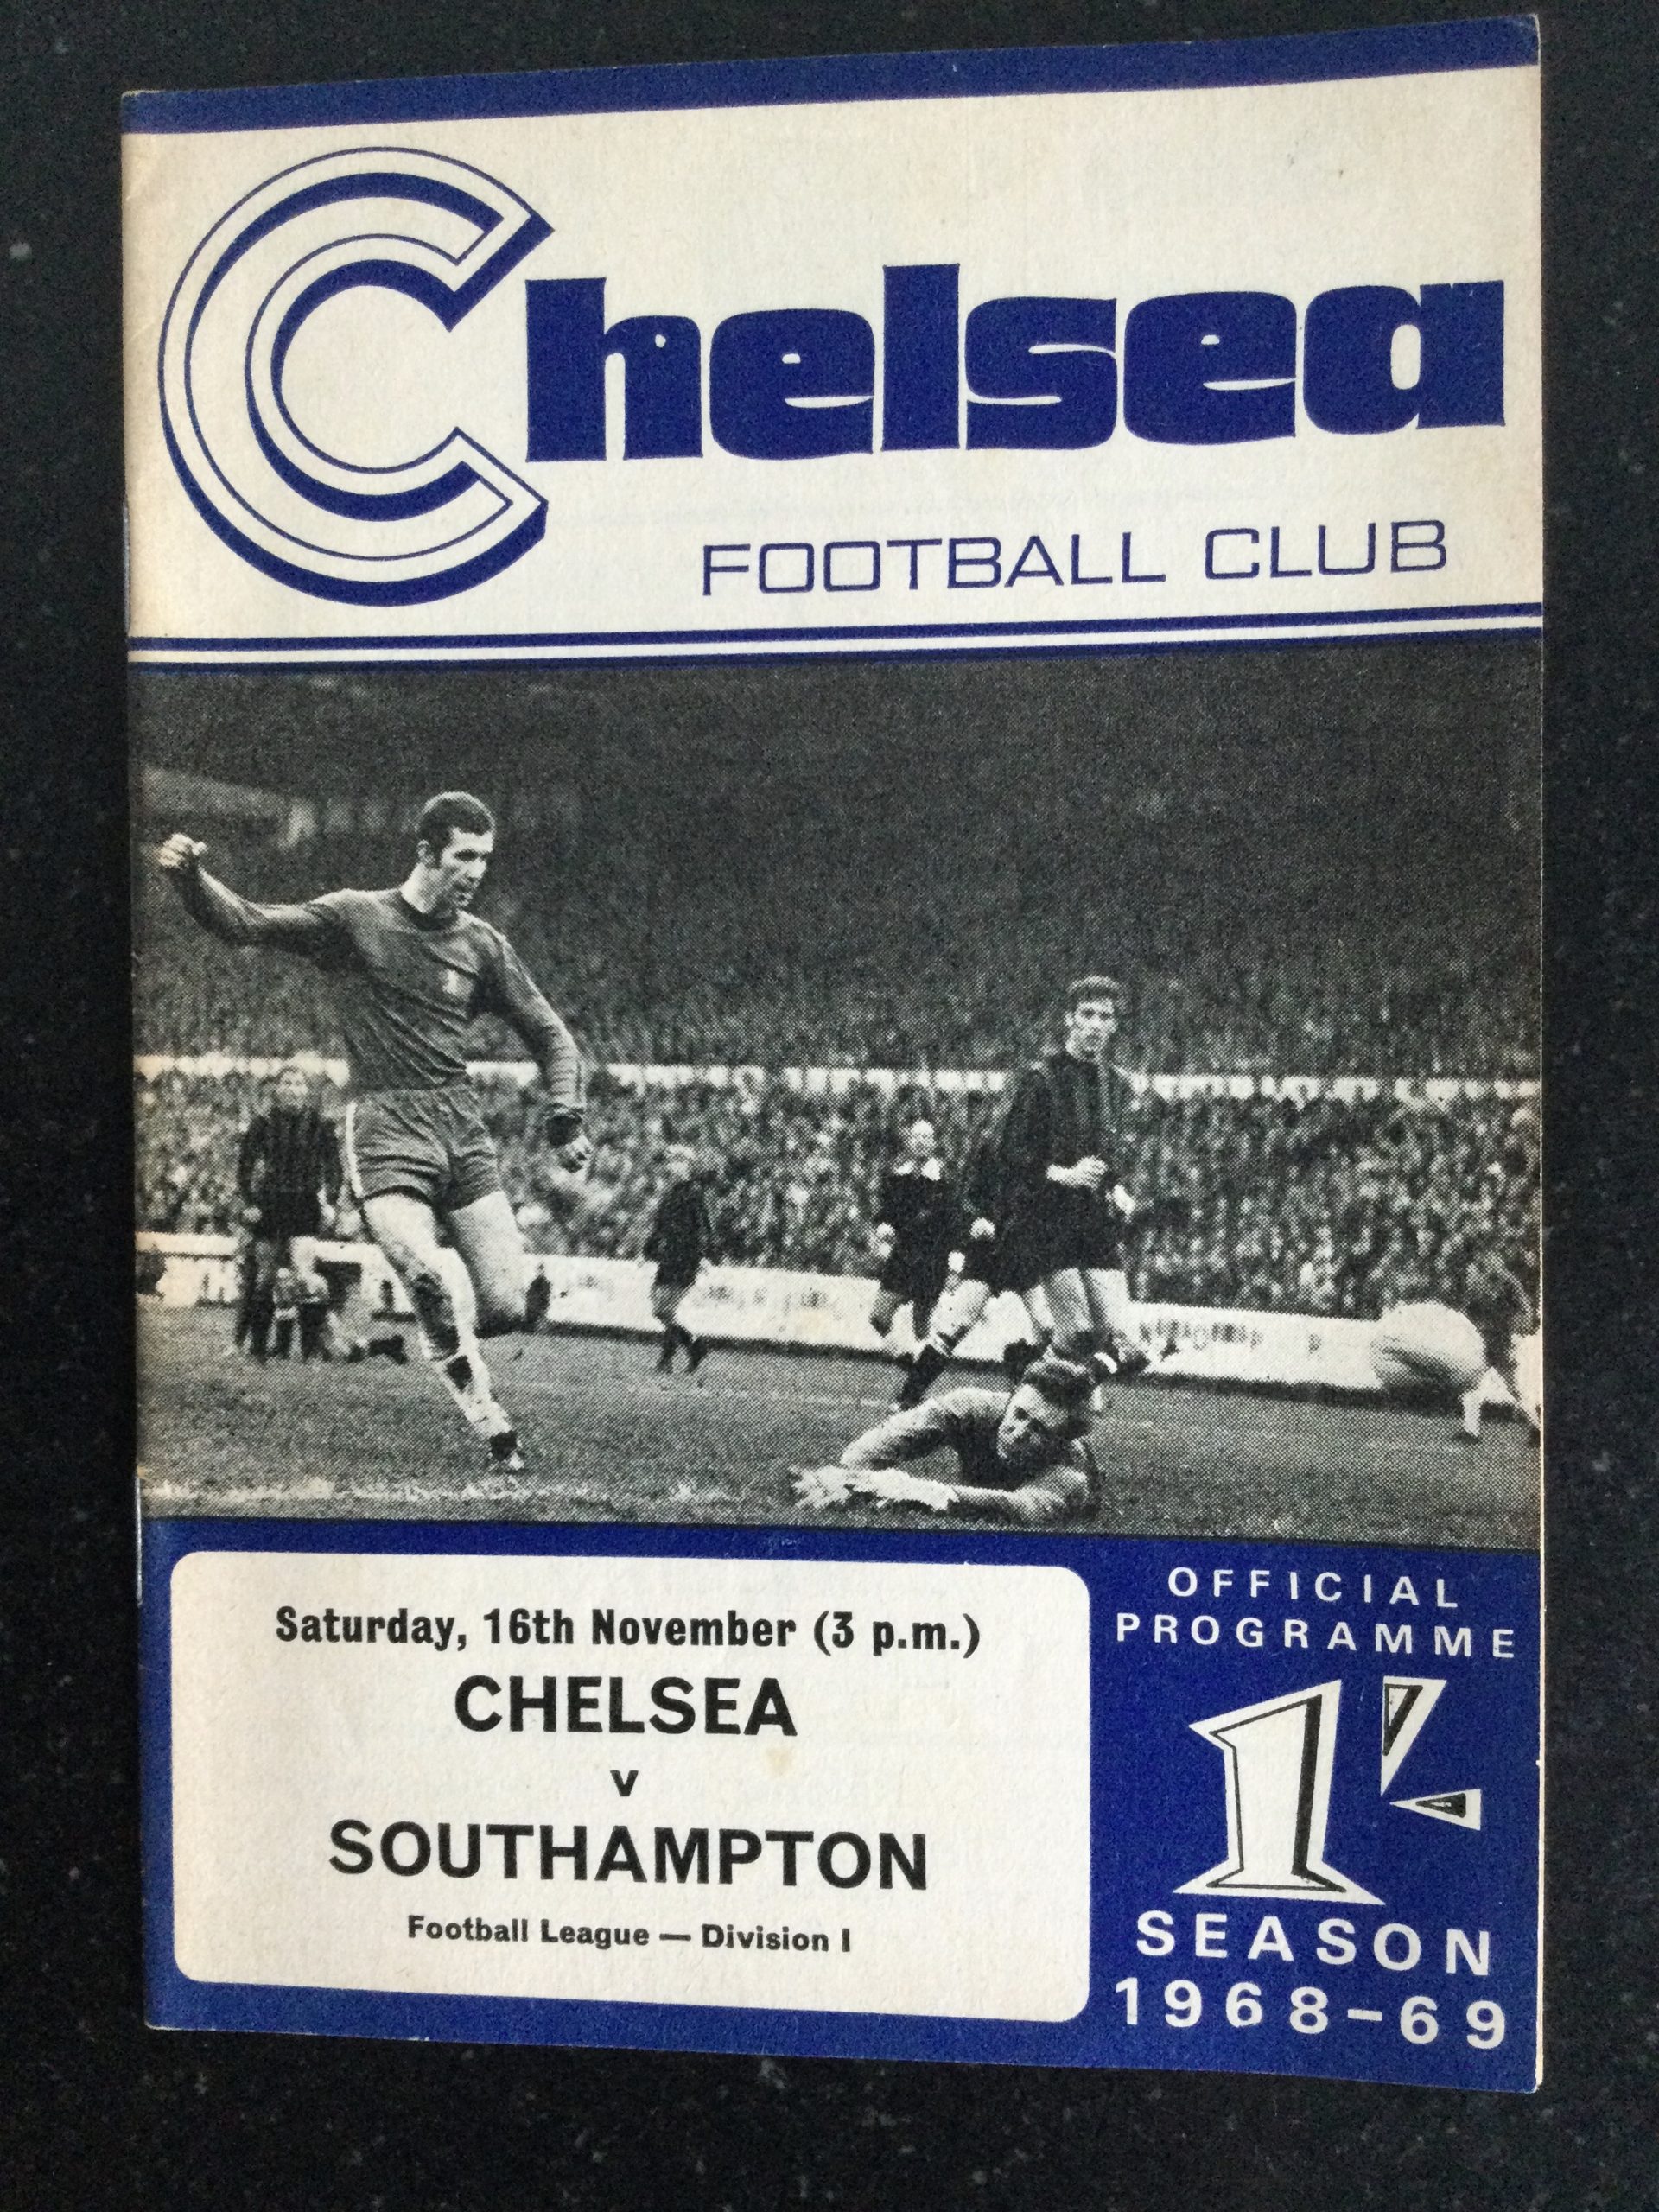 Chelsea
FOOTBALL CLUB
Saturday, 16th November (3 p.m.)
CHELSEA
v
SOUTHAMPTON
Football League — Division I
OFFICIAL
PROGRAMME
1/-
SEASON
1968-69